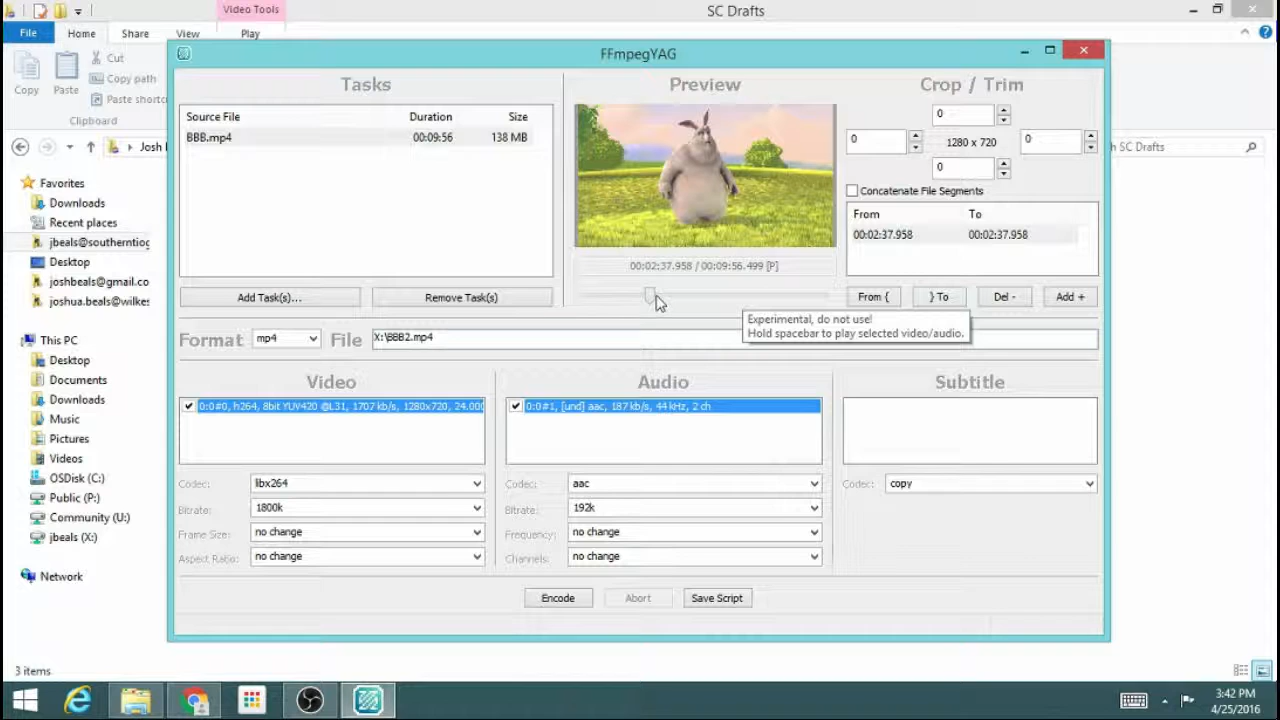 Video Tools
SC Drafts
File
Home
Share
View
Play
Copy
Paste
Cut
Copy path
Paste shortc
Clipboard
Josh
h SC Drafts
Favorites
Downloads
Recent places
jbeals@southerntiog
Desktop
joshbeals@gmail.co
joshua.beals@wilkes
This PC
Desktop
Documents
Downloads
Music
Pictures
Videos
OSDisk (C:)
Public (P:)
Community (U:)
jbeals (X:)
Network
3 items
FFmpegYAG
Tasks
Source File Duration Size
BBB.mp4 00:09:56 138 MB
Add Task(s)...
Remove Task(s)
Preview
00:02:37.958 / 00:09:56.499 [P]
Experimental, do not use!
Hold spacebar to play selected video/audio.
Crop / Trim
0
0 1280 x 720 0
0
Concatenate File Segments
From To
00:02:37.958 00:02:37.958
From {
} To
Del -
Add +
Format mp4 File X:\BBB2.mp4
Video
0:0#0, h264, 8bit YUV420 @L31, 1707 kb/s, 1280x720, 24.000
Codec: libx264
Bitrate: 1800k
Frame Size: no change
Aspect Ratio: no change
Audio
0:0#1, [und] aac, 187 kb/s, 44 kHz, 2 ch
Codec: aac
Bitrate: 192k
Frequency: no change
Channels: no change
Subtitle
Codec: copy
Encode
Abort
Save Script
3:42 PM
4/25/2016